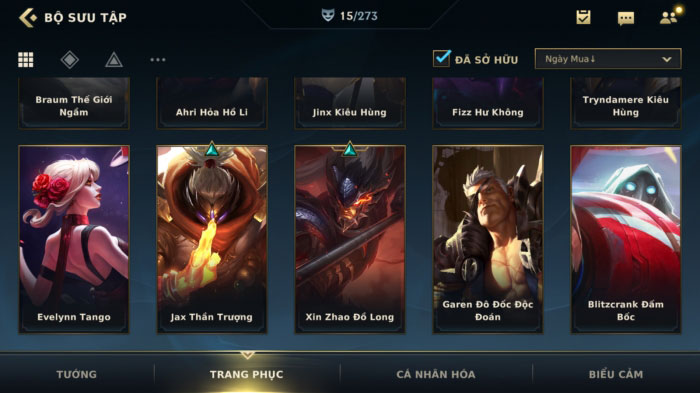 BỘ SƯU TẬP
15/273
ĐÃ SỞ HỮU
Ngày Mua↓
Braum Thế Giới
Ngầm
Ahri Hỏa Hồ Li
Jinx Kiêu Hùng
Fizz Hư Không
Tryndamere Kiêu
Hùng
Evelynn Tango
Jax Thần Trượng
Xin Zhao Đồ Long
Garen Đô Đốc Độc
Đoán
Blitzcrank Đấm
Bốc
TƯỚNG
TRANG PHỤC
CÁ NHÂN HÓA
BIỂU CẢM